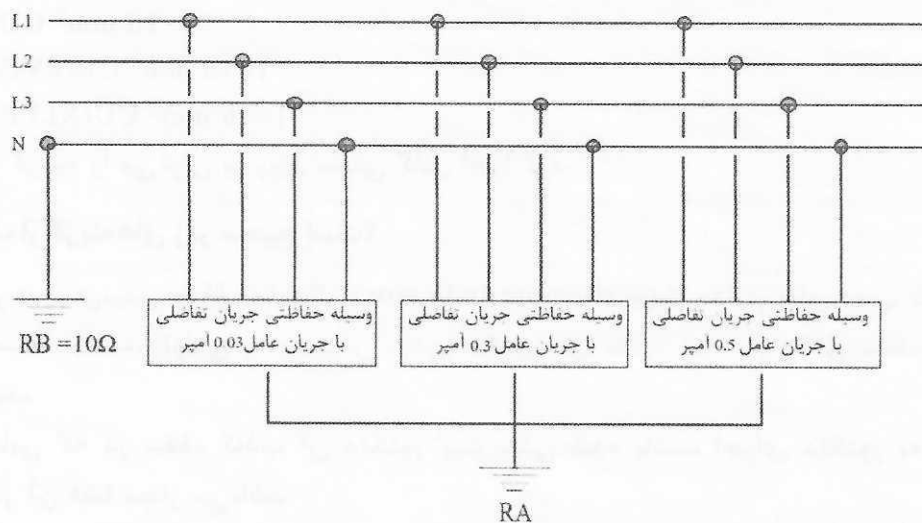 L1
L2
L3
N
RB =10Ω
وسیله حفاظتی جریان تفاضلی
با جریان عامل 0.03 آمپر
وسیله حفاظتی جریان تفاضلی
با جریان عامل 0.3 آمپر
وسیله حفاظتی جریان تفاضلی
با جریان عامل 0.5 آمپر
RA